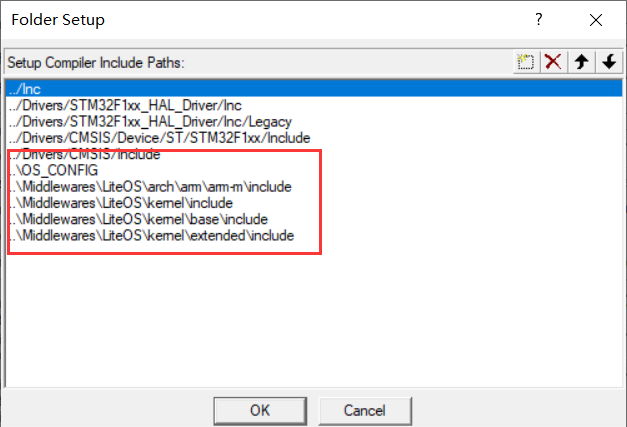 Folder Setup
Setup Compiler Include Paths:
../Inc
../Drivers/STM32F1xx_HAL_Driver/Inc
../Drivers/STM32F1xx_HAL_Driver/Inc/Legacy
../Drivers/CMSIS/Device/ST/STM32F1xx/Include
../Drivers/CMSIS/Include
..\OS_CONFIG
..\Middlewares\LiteOS\arch\arm\arm-m\include
..\Middlewares\LiteOS\kernel\include
..\Middlewares\LiteOS\kernel\base\include
..\Middlewares\LiteOS\kernel\extended\include
OK Cancel